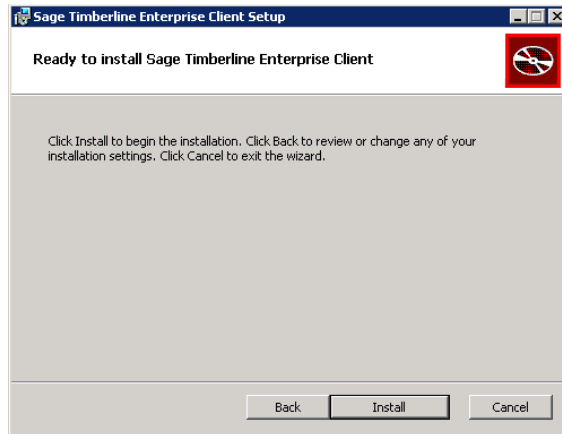 Sage Timberline Enterprise Client Setup
Ready to install Sage Timberline Enterprise Client
Click Install to begin the installation. Click Back to review or change any of your
installation settings. Click Cancel to exit the wizard.
Back Install Cancel